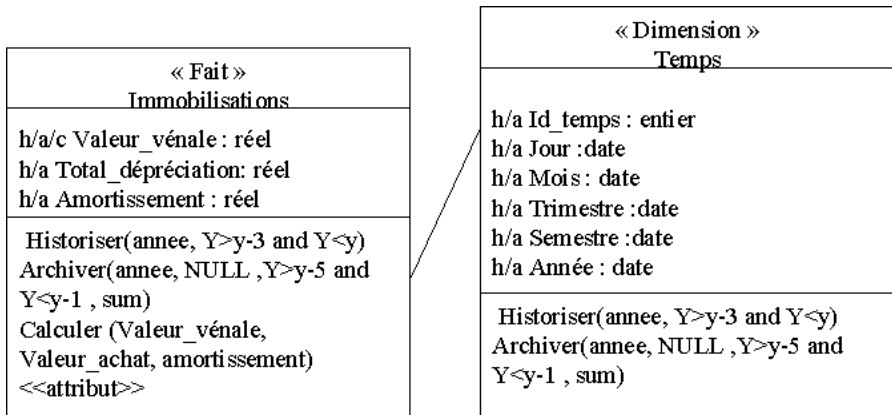 « Fait »
Immobilisations
h/a/c Valeur_vénale : réel
h/a Total_dépréciation: réel
h/a Amortissement : réel
Historiser(annee, Y>y-3 and Y<y)
Archiver(annee, NULL ,Y>y-5 and
Y<y-1 , sum)
Calculer (Valeur_vénale,
Valeur_achat, amortissement)
<<attribut>>
« Dimension »
Temps
h/a Id_temps : entier
h/a Jour :date
h/a Mois : date
h/a Trimestre :date
h/a Semestre :date
h/a Année : date
Historiser(annee, Y>y-3 and Y<y)
Archiver(annee, NULL ,Y>y-5 and
Y<y-1 , sum)